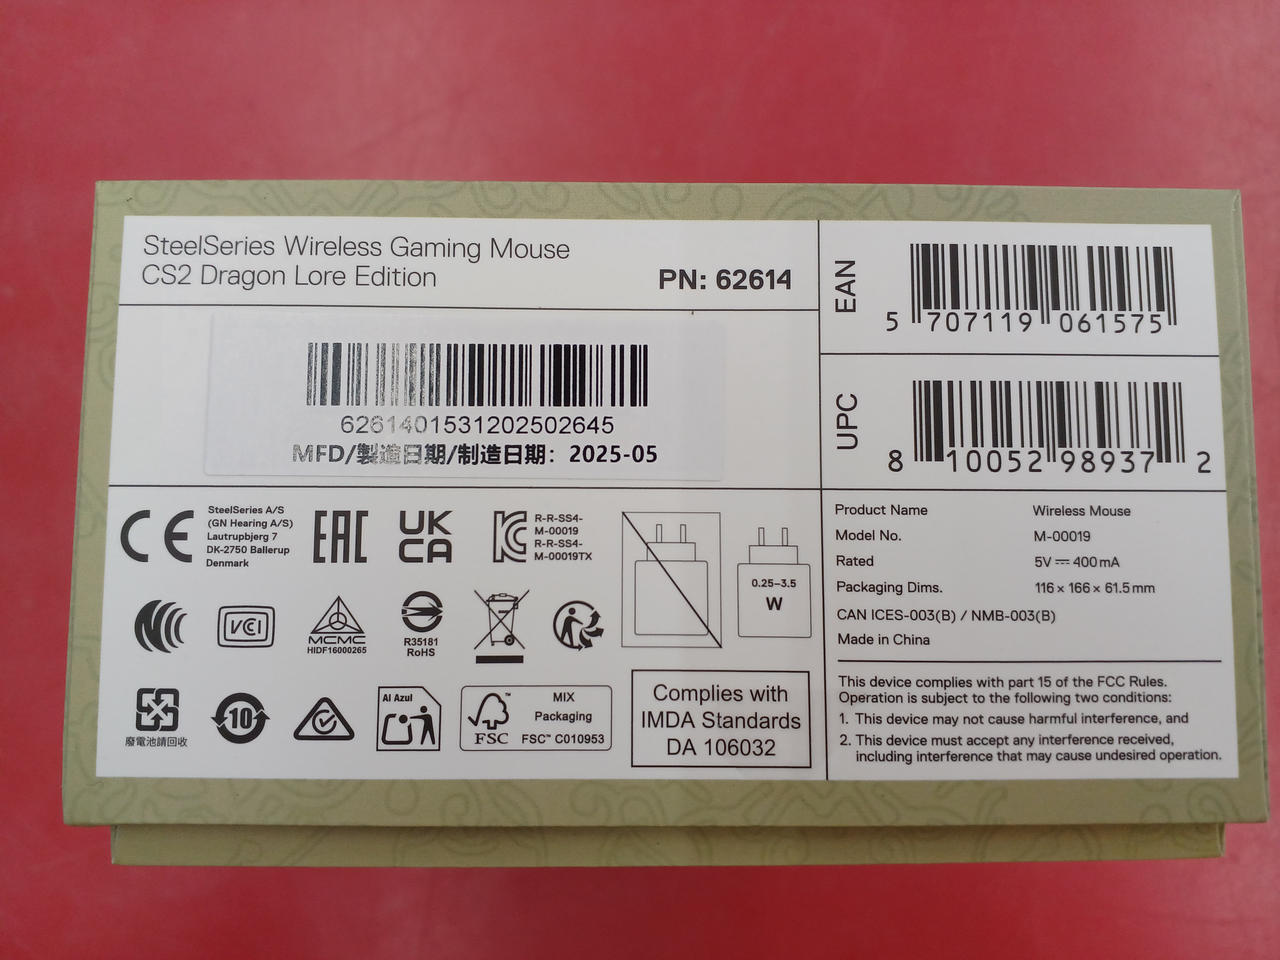 SteelSeries Wireless Gaming Mouse
CS2 Dragon Lore Edition
PN: 62614
6261401531202502645
MFD/製造日期/制造日期：2025-05
EAN
5 707119 061575
UPC
8 10052 98937 2
CE
SteelSeries A/S
(GN Hearing A/S)
Lautrupbjerg 7
DK-2750 Ballerup
Denmark
EAC
UK
CA
KC
R-R-SS4-
M-00019
R-R-SS4-
M-00019TX
VCI
MCMC
HIDF16000265
R35181
RoHS
0.25–3.5
W
廢電池請回收
10
Al Azul
FSC™
MIX
Packaging
FSC™ C010953
Complies with
IMDA Standards
DA 106032
Product Name Wireless Mouse
Model No. M-00019
Rated 5V ⎓ 400mA
Packaging Dims. 116 × 166 × 61.5 mm
CAN ICES-003(B) / NMB-003(B)
Made in China
This device complies with part 15 of the FCC Rules.
Operation is subject to the following two conditions:
1. This device may not cause harmful interference, and
2. This device must accept any interference received,
including interference that may cause undesired operation.